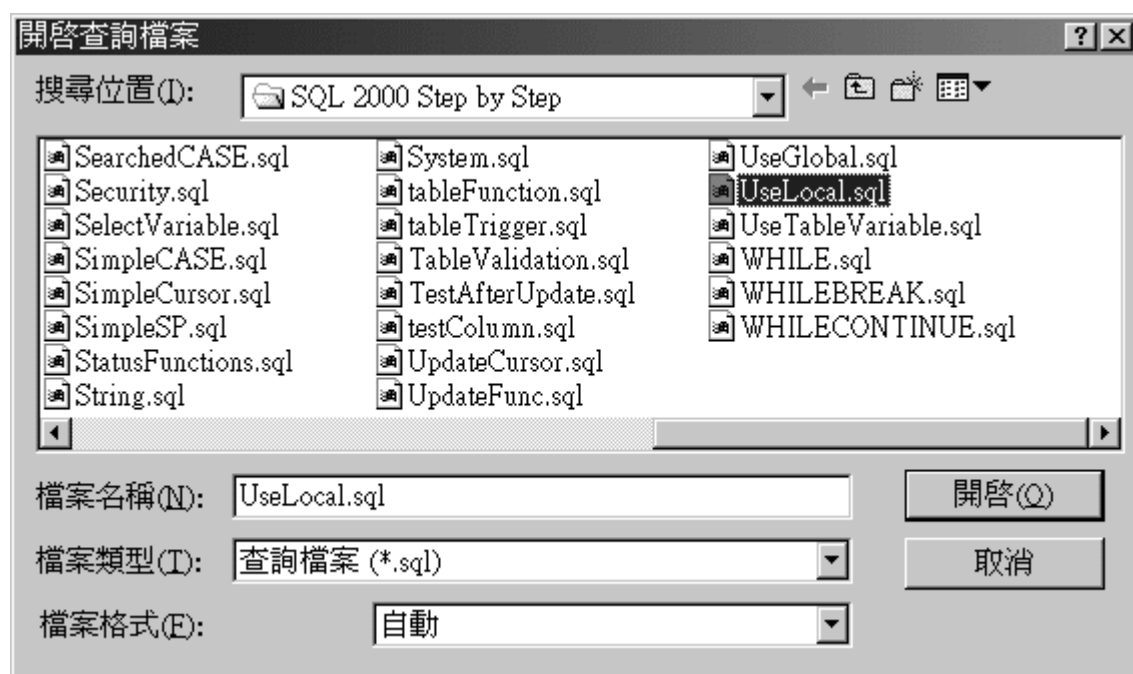 開啓查詢檔案
搜尋位置(I): SQL 2000 Step by Step
SearchedCASE.sql
Security.sql
SelectVariable.sql
SimpleCASE.sql
SimpleCursor.sql
SimpleSP.sql
StatusFunctions.sql
String.sql
System.sql
tableFunction.sql
tableTrigger.sql
TableValidation.sql
TestAfterUpdate.sql
testColumn.sql
UpdateCursor.sql
UpdateFunc.sql
UseGlobal.sql
UseLocal.sql
UseTableVariable.sql
WHILE.sql
WHILEBREAK.sql
WHILECONTINUE.sql
檔案名稱(N): UseLocal.sql 開啓(O)
檔案類型(T): 查詢檔案 (*.sql) 取消
檔案格式(F): 自動